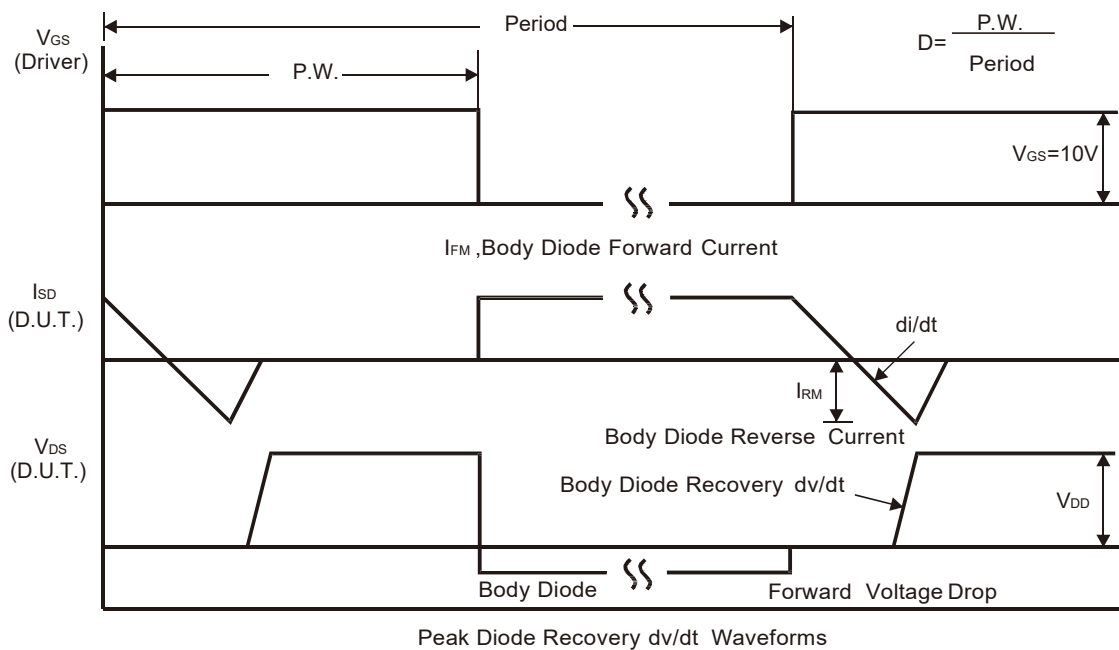 VGS
(Driver)
Period
P.W.
D= P.W.
Period
VGS=10V
IFM ,Body Diode Forward Current
ISD
(D.U.T.)
di/dt
IRM
Body Diode Reverse Current
VDS
(D.U.T.)
Body Diode Recovery dv/dt
VDD
Body Diode Forward Voltage Drop
Peak Diode Recovery dv/dt Waveforms